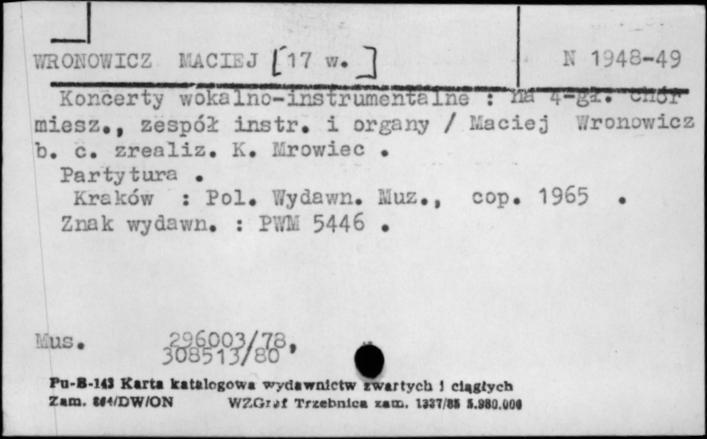 WRONOWICZ MACIEJ [17 w.] N 1948-49
Koncerty wokalno-instrumentalne : na 4-gł. chór
miesz., zespół instr. i organy / Maciej Wronowicz
b. c. zrealiz. K. Mrowiec .
Partytura .
Kraków : Pol. Wydawn. Muz., cop. 1965 .
Znak wydawn. : PWM 5446 .
Mus. 296003/78,
308513/80
Pu-B-143 Karta katalogowa wydawnictw zwartych i ciągłych
Zam. /DW/ON WZGraf Trzebnica zam. 1337/85 5.980.000